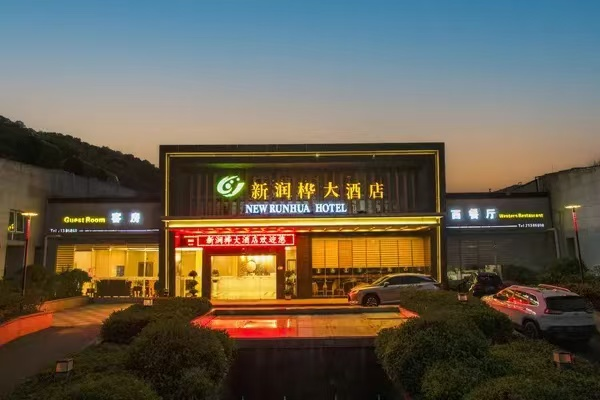 新润桦大酒店
NEW RUNHUA HOTEL
Guest Room 客房
西餐厅 Western Restaurant
新润桦大酒店欢迎您